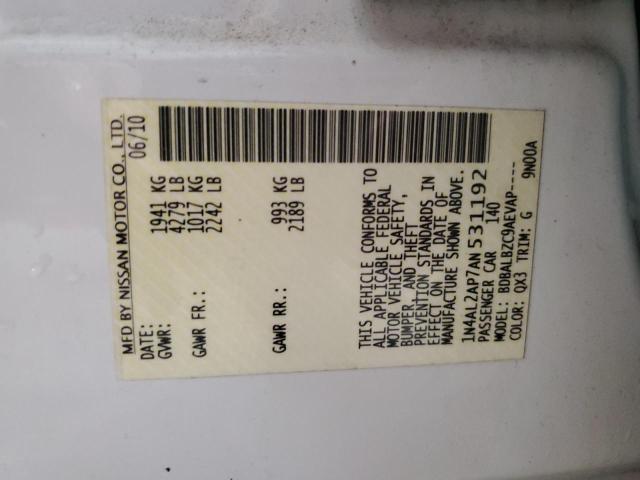 MFD BY NISSAN MOTOR CO., LTD.
DATE: 06/10
GVWR: 1941 KG
4279 LB
GAWR FR.: 1017 KG
2242 LB
GAWR RR.: 993 KG
2189 LB
THIS VEHICLE CONFORMS TO
ALL APPLICABLE FEDERAL
MOTOR VEHICLE SAFETY,
BUMPER, AND THEFT
PREVENTION STANDARDS IN
EFFECT ON THE DATE OF
MANUFACTURE SHOWN ABOVE.
1N4AL2AP7AN531192
PASSENGER CAR 140
MODEL: BDBALBZC9AEVAP----
COLOR: QX3 TRIM: G 9N00A